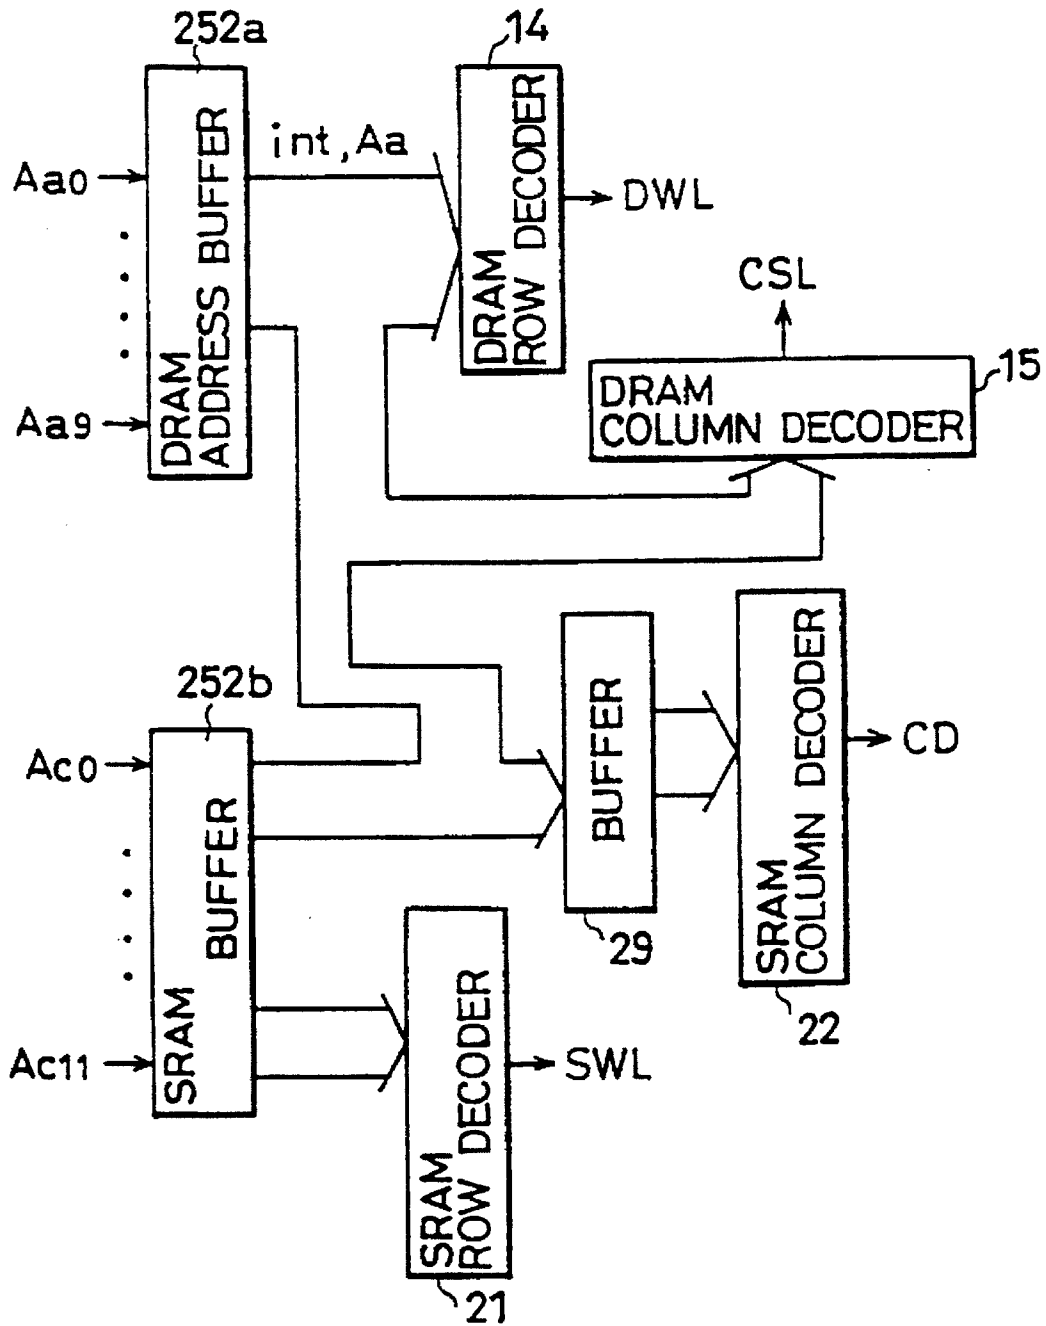 252a
14
Aa0
Aa9
DRAM
ADDRESS BUFFER
int, Aa
DRAM
ROW DECODER
DWL
CSL
DRAM
COLUMN DECODER
15
252b
Ac0
Ac11
SRAM
BUFFER
BUFFER
29
SRAM
COLUMN DECODER
22
CD
SRAM
ROW DECODER
21
SWL